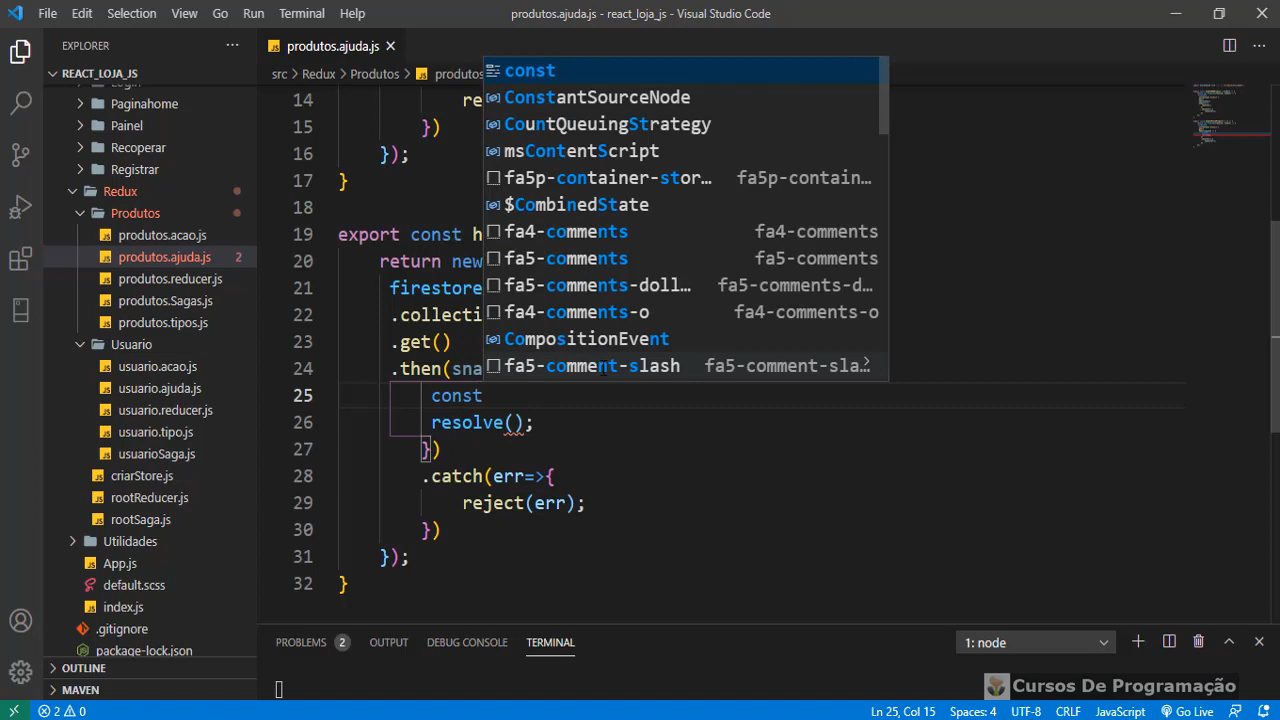 File Edit Selection View Go Run Terminal Help produtos.ajuda.js - react_loja_js - Visual Studio Code
EXPLORER
REACT_LOJA_JS
Login
Paginahome
Painel
Recoperar
Registrar
Redux
Produtos
produtos.acao.js
produtos.ajuda.js 2
produtos.reducer.js
produtos.Sagas.js
produtos.tipos.js
Usuario
usuario.acao.js
usuario.ajuda.js
usuario.reducer.js
usuario.tipo.js
usuarioSaga.js
criarStore.js
rootReducer.js
rootSaga.js
Utilidades
App.js
default.scss
index.js
.gitignore
package-lock.json
OUTLINE
MAVEN
produtos.ajuda.js
src > Redux > Produtos > produtos
14 re
15 })
16 });
17 }
18
19 export const h
20 return new
21 firestore
22 .collecti
23 .get()
24 .then(sna
25 const
26 resolve();
27 })
28 .catch(err=>{
29 reject(err);
30 })
31 });
32 }
const
ConstantSourceNode
CountQueuingStrategy
msContentScript
fa5p-container-stor... fa5p-contain...
$CombinedState
fa4-comments fa4-comments
fa5-comments fa5-comments
fa5-comments-doll... fa5-comments-d...
fa4-comments-o fa4-comments-o
CompositionEvent
fa5-comment-slash fa5-comment-sla...
PROBLEMS 2 OUTPUT DEBUG CONSOLE TERMINAL 1: node
Cursos De Programação
2 0 Ln 25, Col 15 Spaces: 4 UTF-8 CRLF JavaScript Go Live